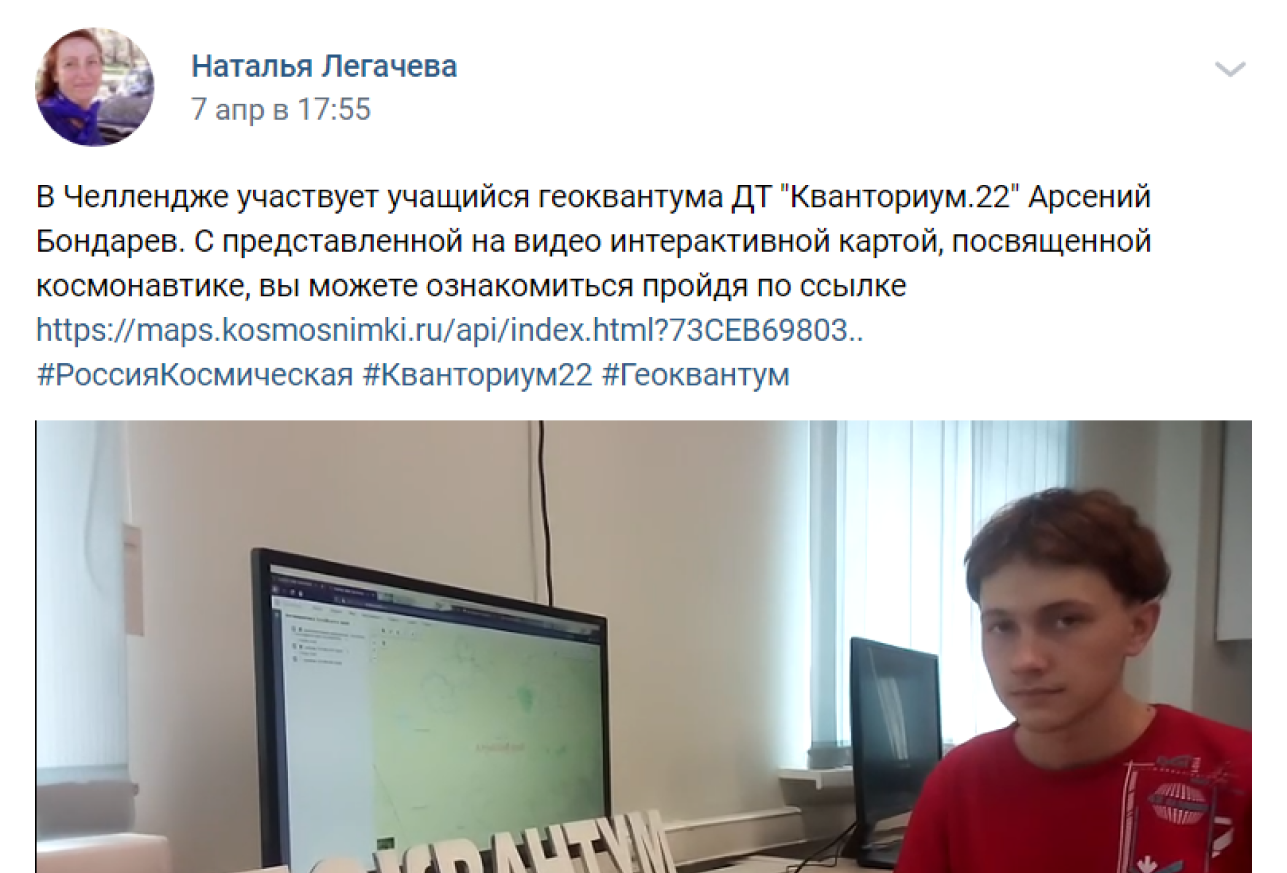 Наталья Легачева
7 апр в 17:55
В Челлендже участвует учащийся геоквантума ДТ "Кванториум.22" Арсений
Бондарев. С представленной на видео интерактивной картой, посвященной
космонавтике, вы можете ознакомиться пройдя по ссылке
https://maps.kosmosnimki.ru/api/index.html?73CEB69803..
#РоссияКосмическая #Кванториум22 #Геоквантум